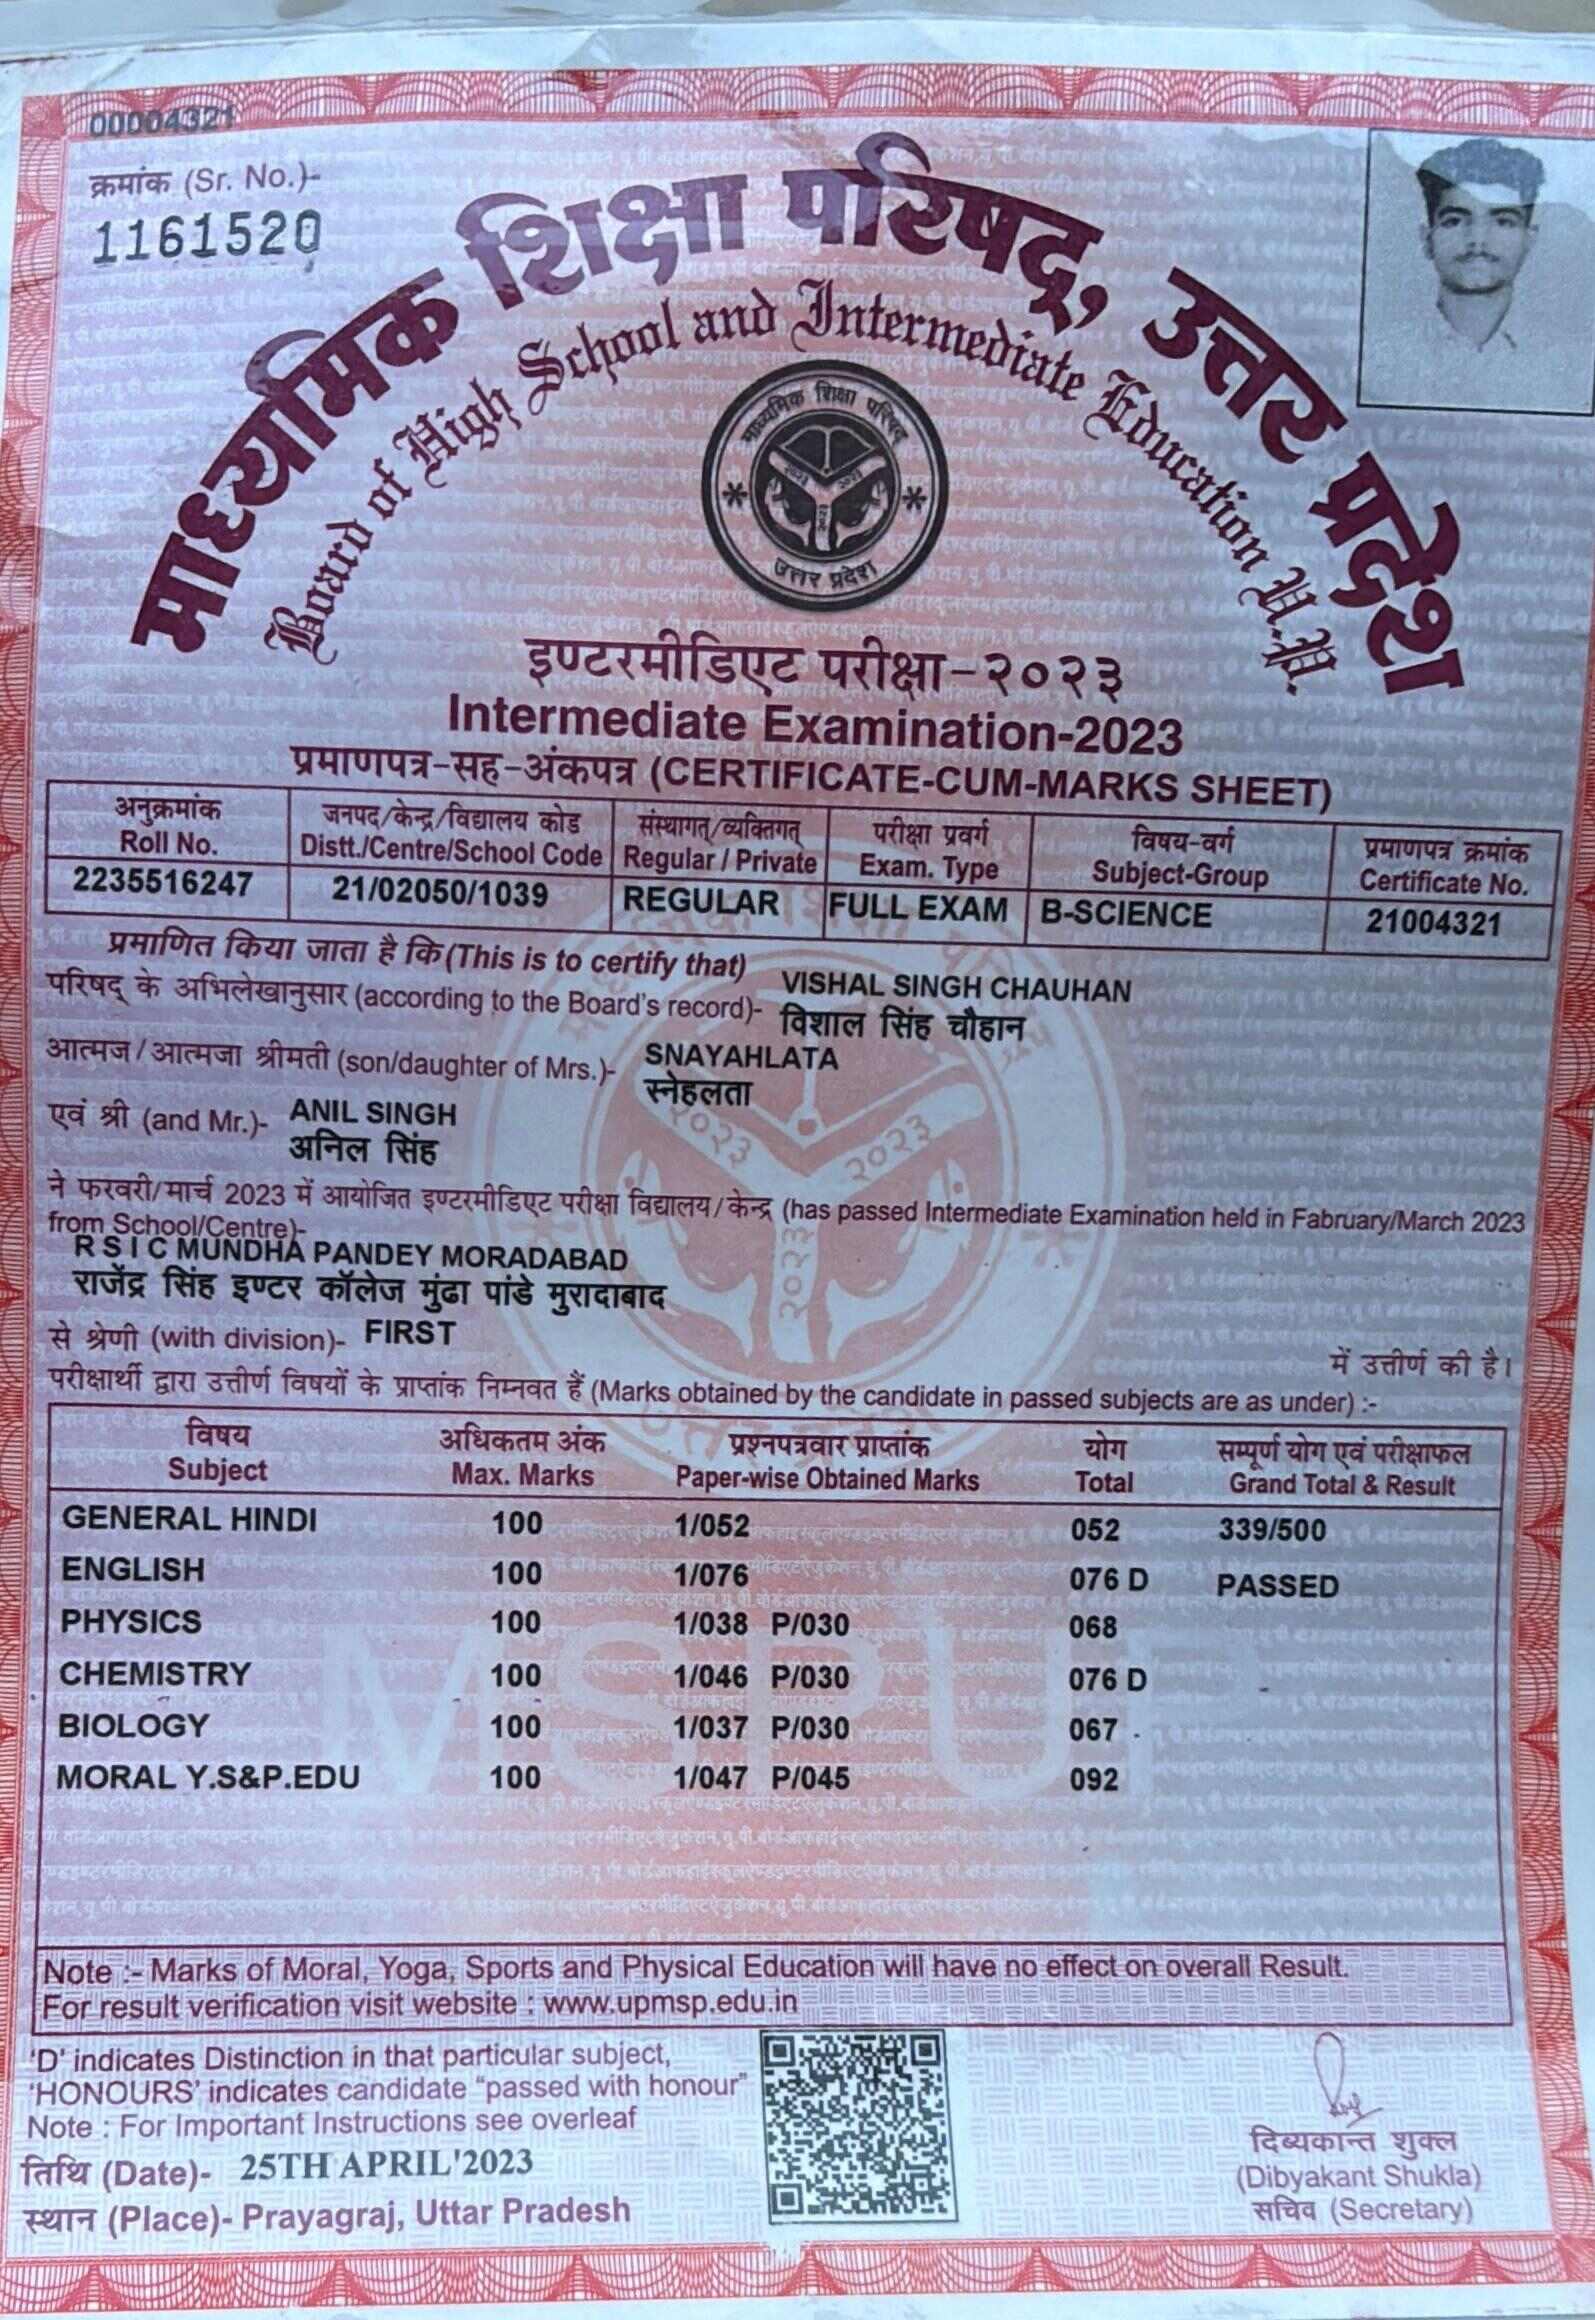 00004321
क्रमांक (Sr. No.)-
1161520
माध्यमिक शिक्षा परिषद्, उत्तर प्रदेश
Board of High School and Intermediate Education U.P.
माध्यमिक शिक्षा परिषद
२०२३ २०२३
२०२३
उत्तर प्रदेश
इण्टरमीडिएट परीक्षा-२०२३
Intermediate Examination-2023
प्रमाणपत्र-सह-अंकपत्र (CERTIFICATE-CUM-MARKS SHEET)
अनुक्रमांक जनपद/केन्द्र/विद्यालय कोड संस्थागत्/व्यक्तिगत् परीक्षा प्रवर्ग विषय-वर्ग प्रमाणपत्र क्रमांक
Roll No. Distt./Centre/School Code Regular / Private Exam. Type Subject-Group Certificate No.
2235516247 21/02050/1039 REGULAR FULL EXAM B-SCIENCE 21004321
प्रमाणित किया जाता है कि (This is to certify that)
परिषद् के अभिलेखानुसार (according to the Board's record)- VISHAL SINGH CHAUHAN
विशाल सिंह चौहान
आत्मज/आत्मजा श्रीमती (son/daughter of Mrs.)- SNAYAHLATA
स्नेहलता
एवं श्री (and Mr.)- ANIL SINGH
अनिल सिंह
ने फरवरी/मार्च 2023 में आयोजित इण्टरमीडिएट परीक्षा विद्यालय/केन्द्र (has passed Intermediate Examination held in Fabruary/March 2023
from School/Centre)-
R S I C MUNDHA PANDEY MORADABAD
राजेंद्र सिंह इण्टर कॉलेज मुंढा पांडे मुरादाबाद
से श्रेणी (with division)- FIRST में उत्तीर्ण की है।
परीक्षार्थी द्वारा उत्तीर्ण विषयों के प्राप्तांक निम्नवत हैं (Marks obtained by the candidate in passed subjects are as under) :-
विषय अधिकतम अंक प्रश्नपत्रवार प्राप्तांक योग सम्पूर्ण योग एवं परीक्षाफल
Subject Max. Marks Paper-wise Obtained Marks Total Grand Total & Result
GENERAL HINDI 100 1/052 052 339/500
ENGLISH 100 1/076 076 D PASSED
PHYSICS 100 1/038 P/030 068
CHEMISTRY 100 1/046 P/030 076 D
BIOLOGY 100 1/037 P/030 067
MORAL Y.S&P.EDU 100 1/047 P/045 092
Note :- Marks of Moral, Yoga, Sports and Physical Education will have no effect on overall Result.
For result verification visit website : www.upmsp.edu.in
'D' indicates Distinction in that particular subject,
'HONOURS' indicates candidate "passed with honour"
Note : For Important Instructions see overleaf
तिथि (Date)- 25TH APRIL'2023
स्थान (Place)- Prayagraj, Uttar Pradesh
दिब्यकान्त शुक्ल
(Dibyakant Shukla)
सचिव (Secretary)